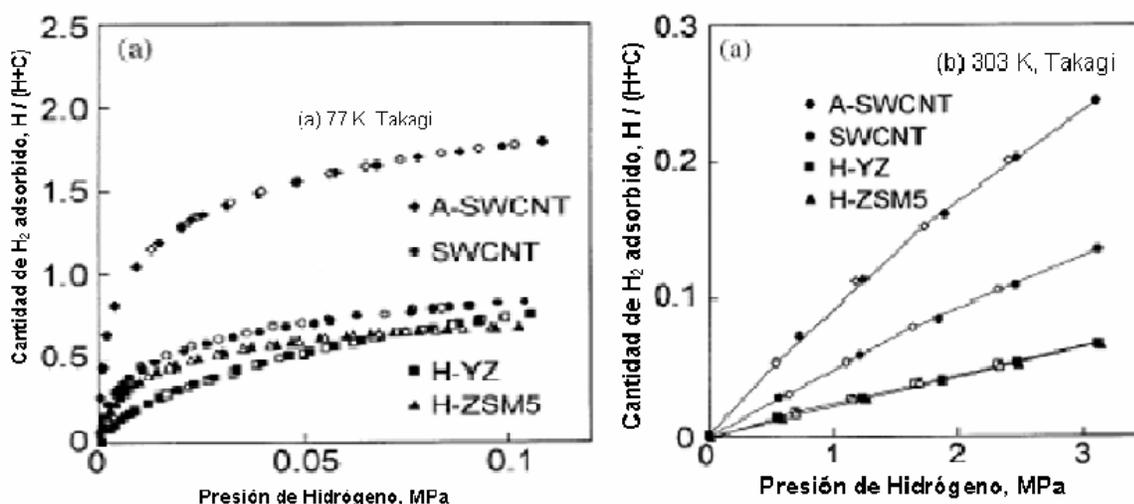 Cantidad de H₂ adsorbido, H / (H+C)
2.5
2.0
1.5
1.0
0.5
0
(a)
(a) 77 K Takagi
A-SWCNT
SWCNT
H-YZ
H-ZSM5
0
0.05
0.1
Presión de Hidrógeno, MPa
Cantidad de H₂ adsorbido, H / (H+C)
0.3
0.2
0.1
0
(a)
(b) 303 K, Takagi
A-SWCNT
SWCNT
H-YZ
H-ZSM5
0
1
2
3
Presión de Hidrógeno, MPa